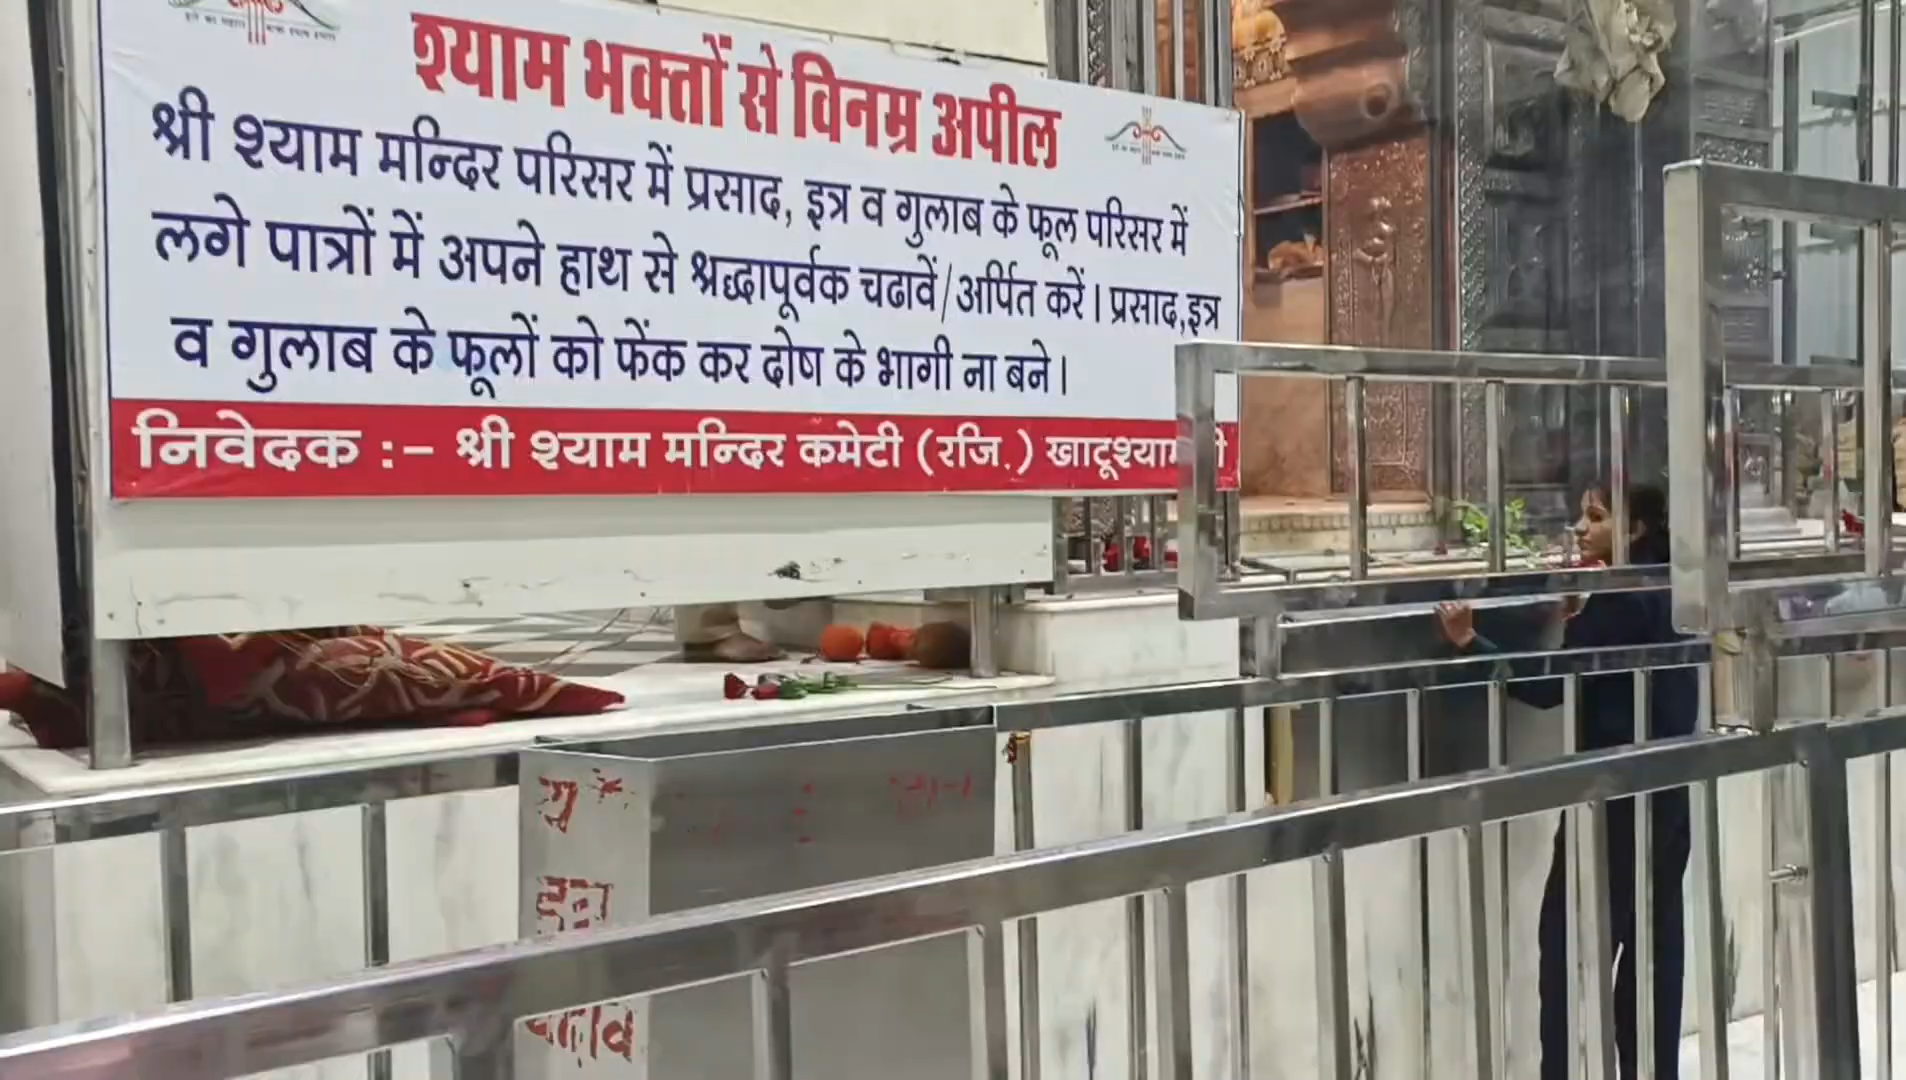 श्याम भक्तों से विनम्र अपील
श्री श्याम मन्दिर परिसर में प्रसाद, इत्र व गुलाब के फूल परिसर में
लगे पात्रों में अपने हाथ से श्रद्धापूर्वक चढावें/अर्पित करें। प्रसाद,इत्र
व गुलाब के फूलों को फेंक कर दोष के भागी ना बने।
निवेदक :- श्री श्याम मन्दिर कमेटी (रजि.)
इत्र